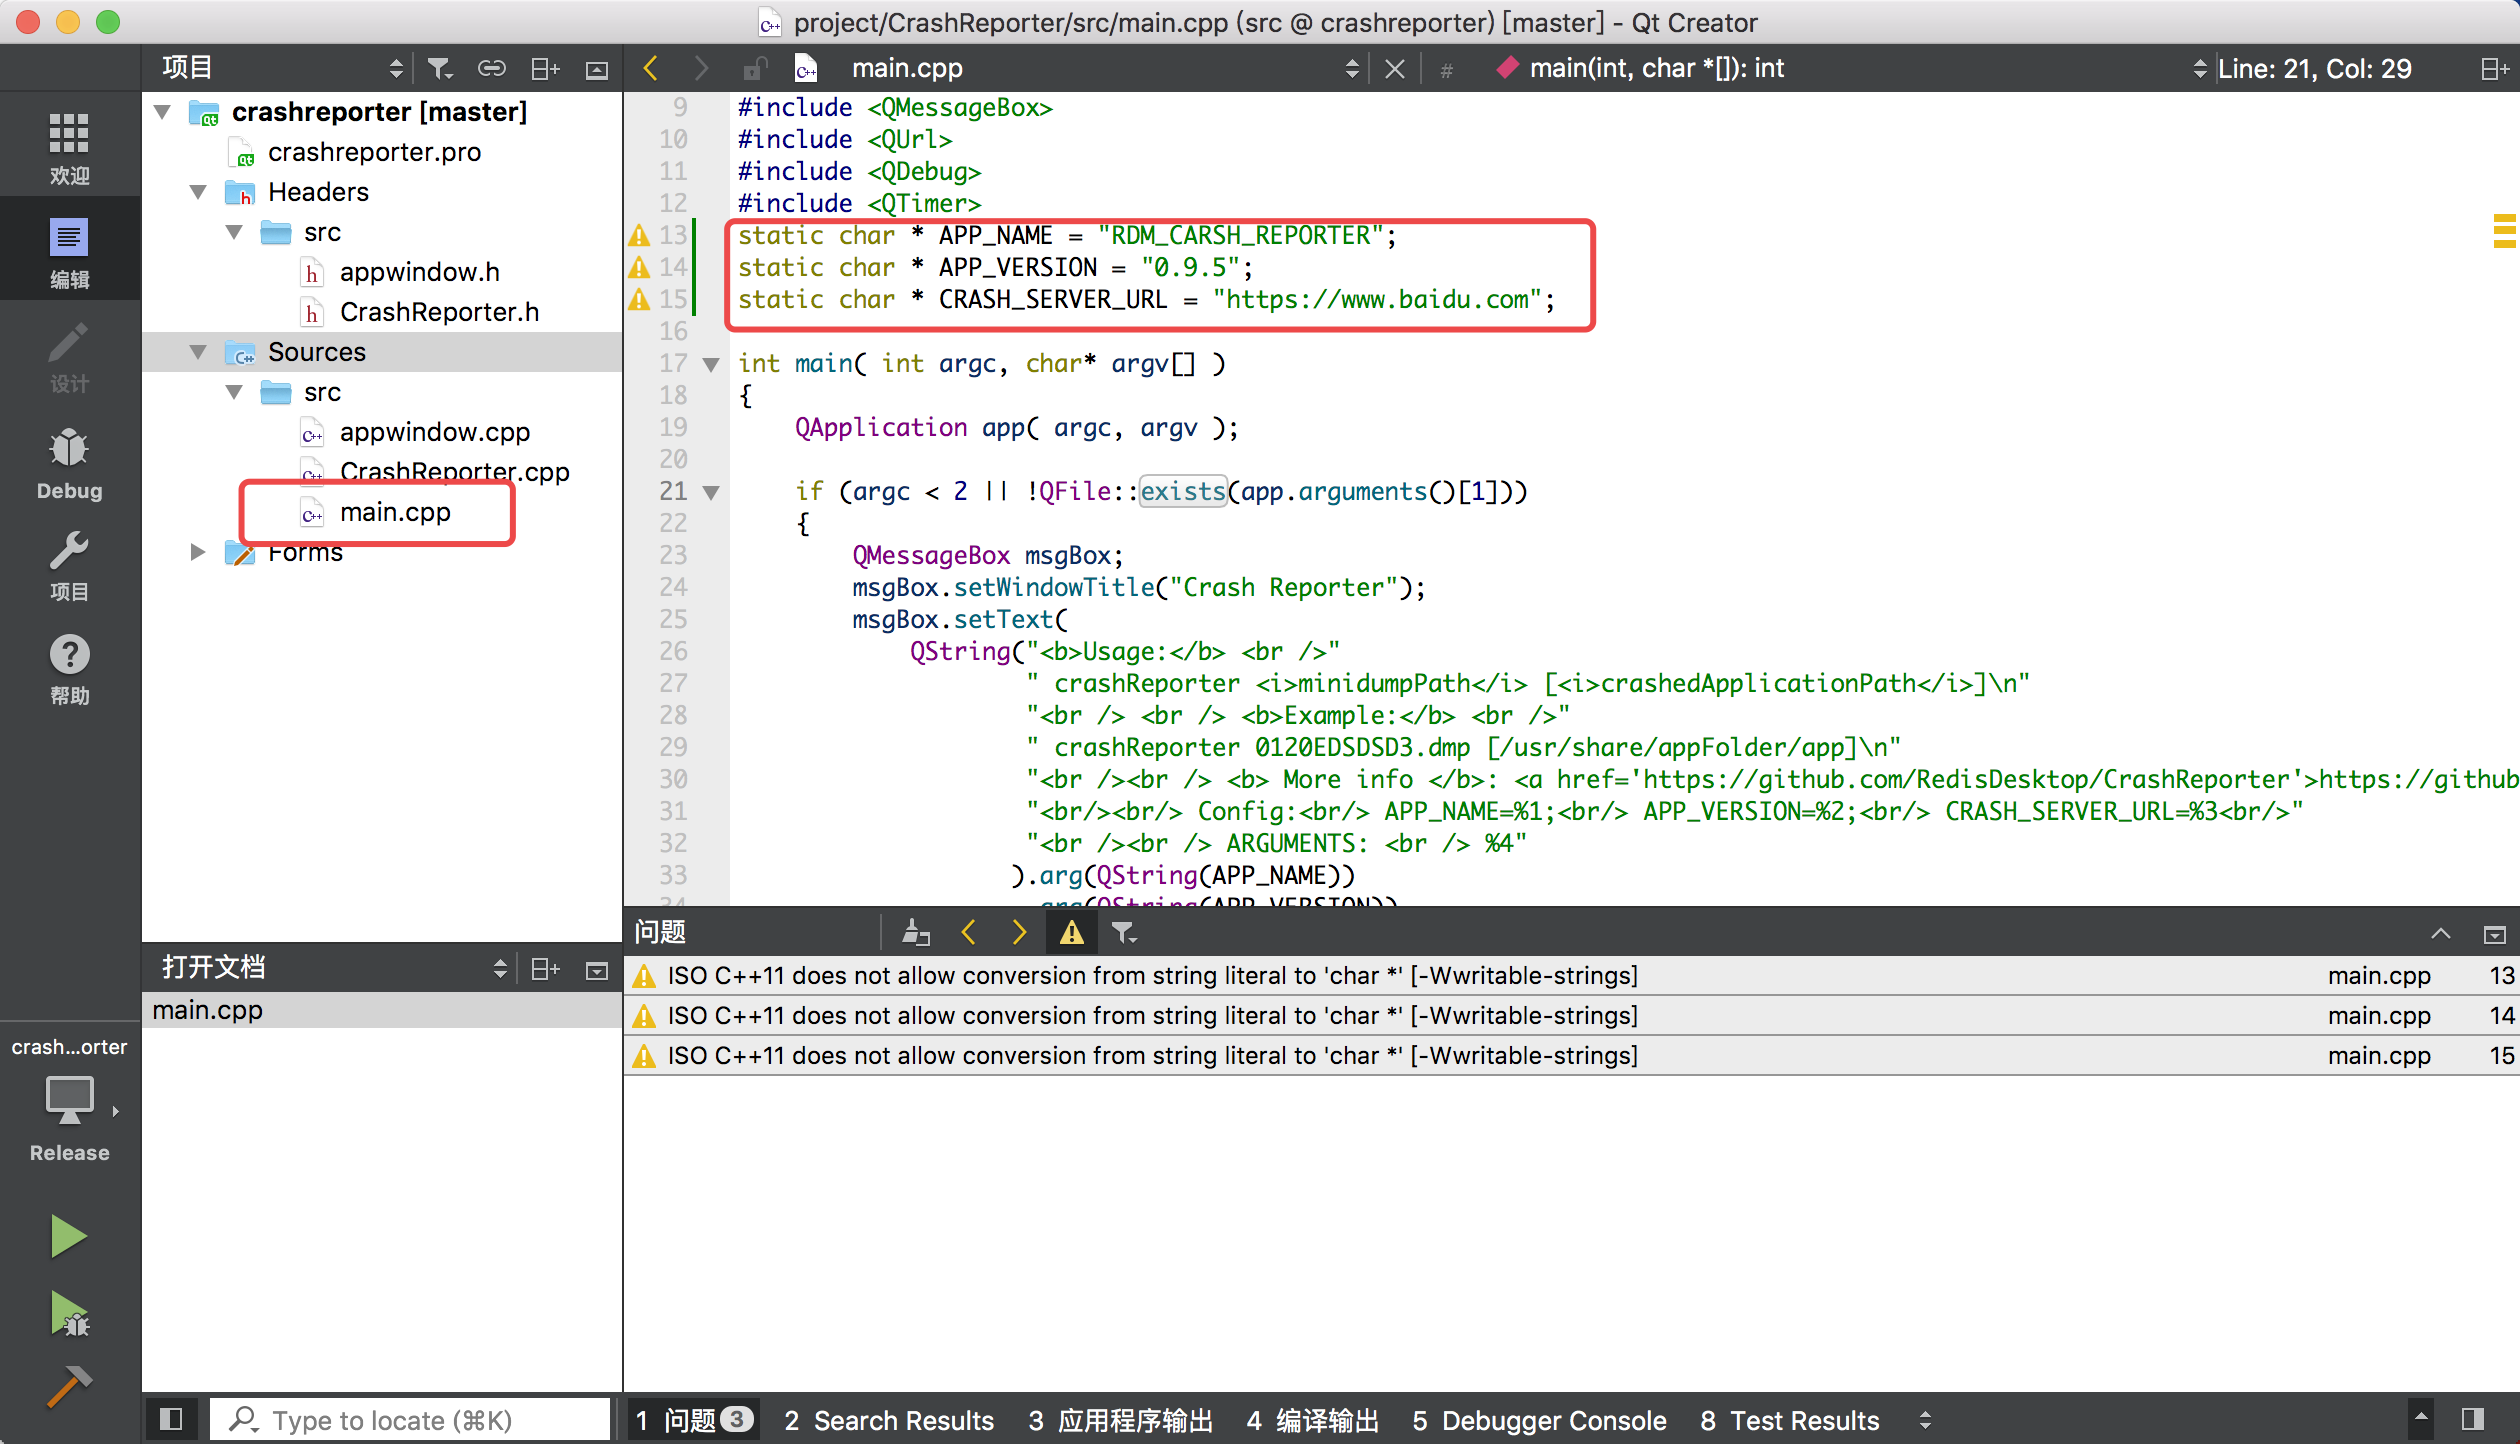 project/CrashReporter/src/main.cpp (src @ crashreporter) [master] - Qt Creator
项目
main.cpp
#
main(int, char *[]): int
Line: 21, Col: 29
欢迎
编辑
设计
Debug
项目
帮助
crash...orter
Release
crashreporter [master]
crashreporter.pro
Headers
src
appwindow.h
CrashReporter.h
Sources
src
appwindow.cpp
CrashReporter.cpp
main.cpp
Forms
打开文档
main.cpp
9 #include <QMessageBox>
10 #include <QUrl>
11 #include <QDebug>
12 #include <QTimer>
13 static char * APP_NAME = "RDM_CARSH_REPORTER";
14 static char * APP_VERSION = "0.9.5";
15 static char * CRASH_SERVER_URL = "https://www.baidu.com";
16
17 int main( int argc, char* argv[] )
18 {
19     QApplication app( argc, argv );
20
21     if (argc < 2 || !QFile::exists(app.arguments()[1]))
22     {
23         QMessageBox msgBox;
24         msgBox.setWindowTitle("Crash Reporter");
25         msgBox.setText(
26             QString("<b>Usage:</b> <br />"
27                     " crashReporter <i>minidumpPath</i> [<i>crashedApplicationPath</i>]\n"
28                     "<br /> <br /> <b>Example:</b> <br />"
29                     " crashReporter 0120EDSDSD3.dmp [/usr/share/appFolder/app]\n"
30                     "<br /><br /> <b> More info </b>: <a href='https://github.com/RedisDesktop/CrashReporter'>https://github
31                     "<br/><br/> Config:<br/> APP_NAME=%1;<br/> APP_VERSION=%2;<br/> CRASH_SERVER_URL=%3<br/>"
32                     "<br /><br /> ARGUMENTS: <br /> %4"
33                    ).arg(QString(APP_NAME))
34                     .arg(QString(APP_VERSION))
问题
ISO C++11 does not allow conversion from string literal to 'char *' [-Wwritable-strings] main.cpp 13
ISO C++11 does not allow conversion from string literal to 'char *' [-Wwritable-strings] main.cpp 14
ISO C++11 does not allow conversion from string literal to 'char *' [-Wwritable-strings] main.cpp 15
Type to locate (⌘K)
1 问题 3
2 Search Results
3 应用程序输出
4 编译输出
5 Debugger Console
8 Test Results